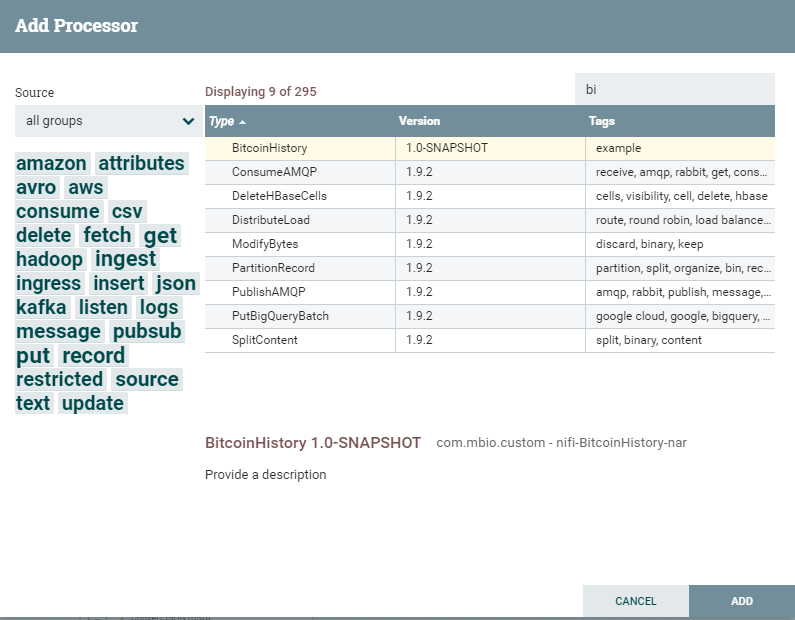 Add Processor
Source
Displaying 9 of 295
bi
all groups
Type Version Tags
BitcoinHistory 1.0-SNAPSHOT example
ConsumeAMQP 1.9.2 receive, amqp, rabbit, get, cons...
DeleteHBaseCells 1.9.2 cells, visibility, cell, delete, hbase
DistributeLoad 1.9.2 route, round robin, load balance...
ModifyBytes 1.9.2 discard, binary, keep
PartitionRecord 1.9.2 partition, split, organize, bin, rec...
PublishAMQP 1.9.2 amqp, rabbit, publish, message,...
PutBigQueryBatch 1.9.2 google cloud, google, bigquery, ...
SplitContent 1.9.2 split, binary, content
amazon attributes
avro aws
consume csv
delete fetch get
hadoop ingest
ingress insert json
kafka listen logs
message pubsub
put record
restricted source
text update
BitcoinHistory 1.0-SNAPSHOT com.mbio.custom - nifi-BitcoinHistory-nar
Provide a description
CANCEL ADD